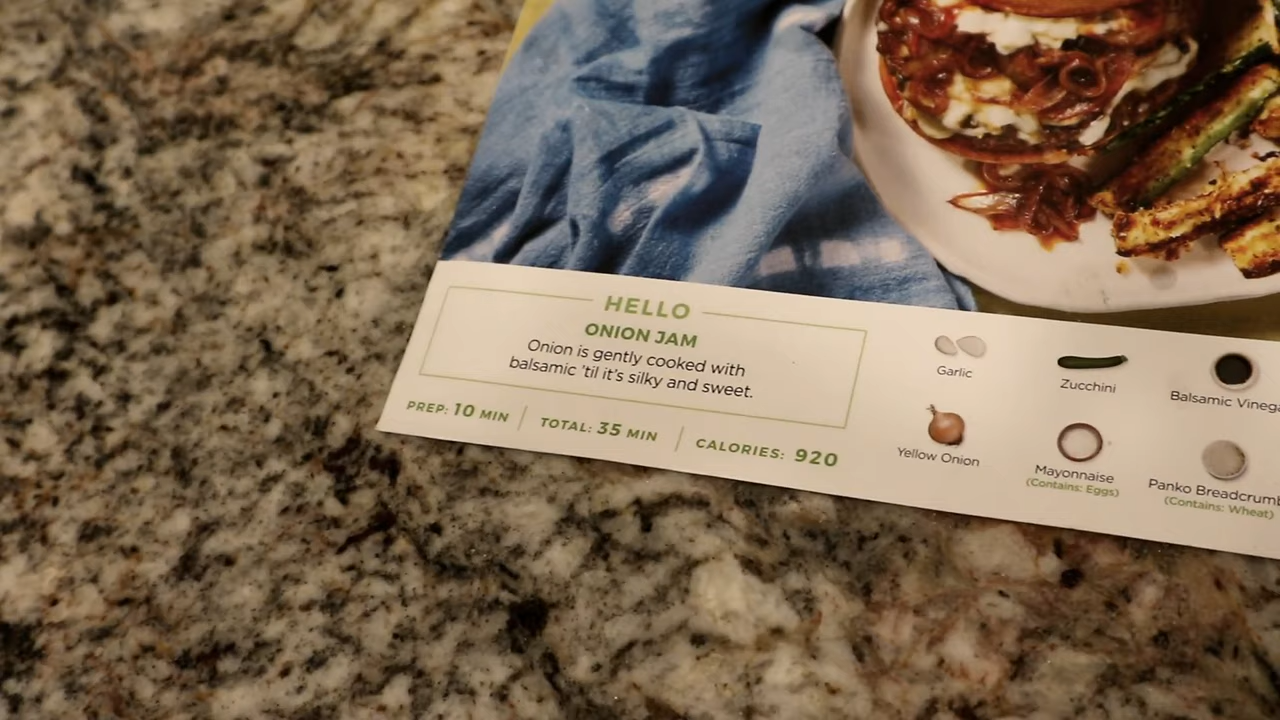 HELLO
ONION JAM
Onion is gently cooked with
balsamic 'til it's silky and sweet.
PREP: 10 MIN | TOTAL: 35 MIN | CALORIES: 920
Garlic
Zucchini
Balsamic
Yellow Onion
Mayonnaise
(Contains: Eggs)
Panko
(Contains: Wheat)